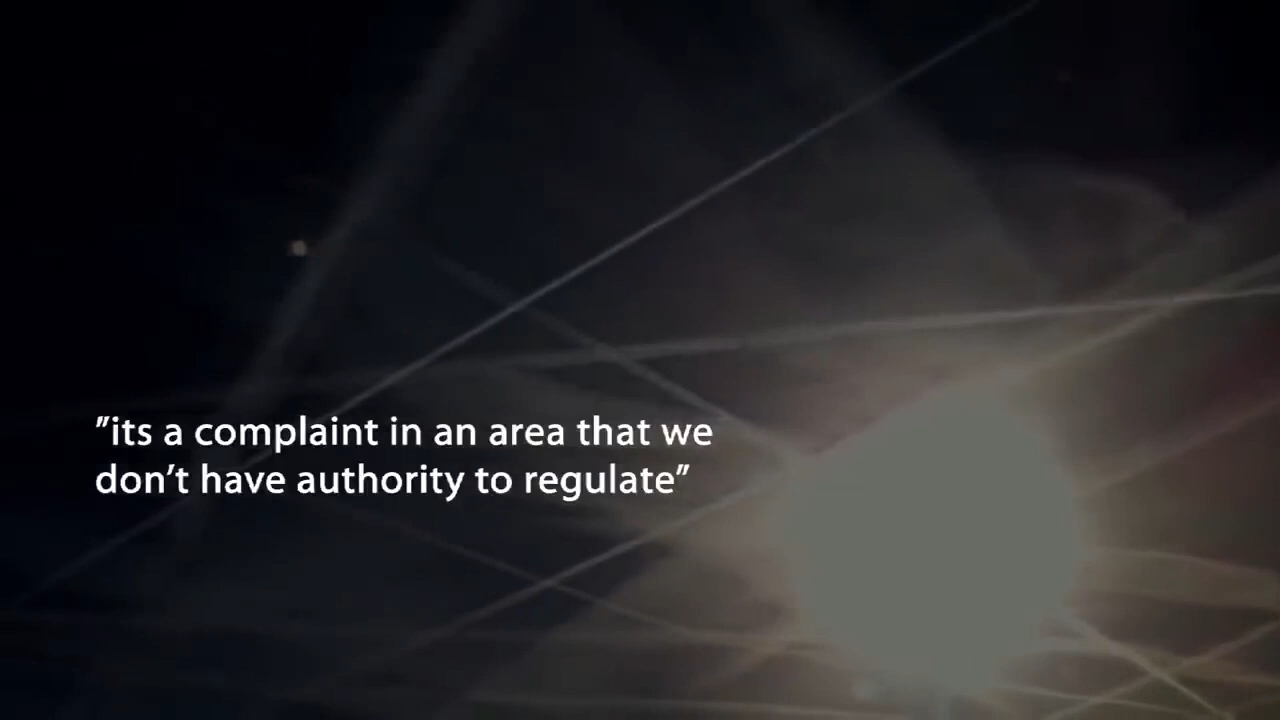 "its a complaint in an area that we
don't have authority to regulate"